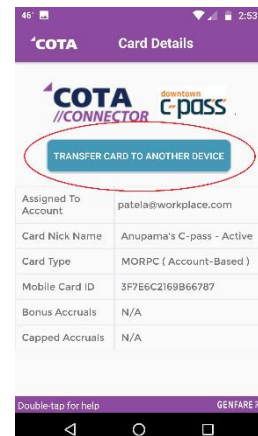 46° 2:53
COTA Card Details
COTA
//CONNECTOR
downtown
c·pass
TRANSFER CARD TO ANOTHER DEVICE
Assigned To Account patela@workplace.com
Card Nick Name Anupama's C-pass - Active
Card Type MORPC ( Account-Based )
Mobile Card ID 3F7E6C2169B66787
Bonus Accruals N/A
Capped Accruals N/A
Double-tap for help GENFARE